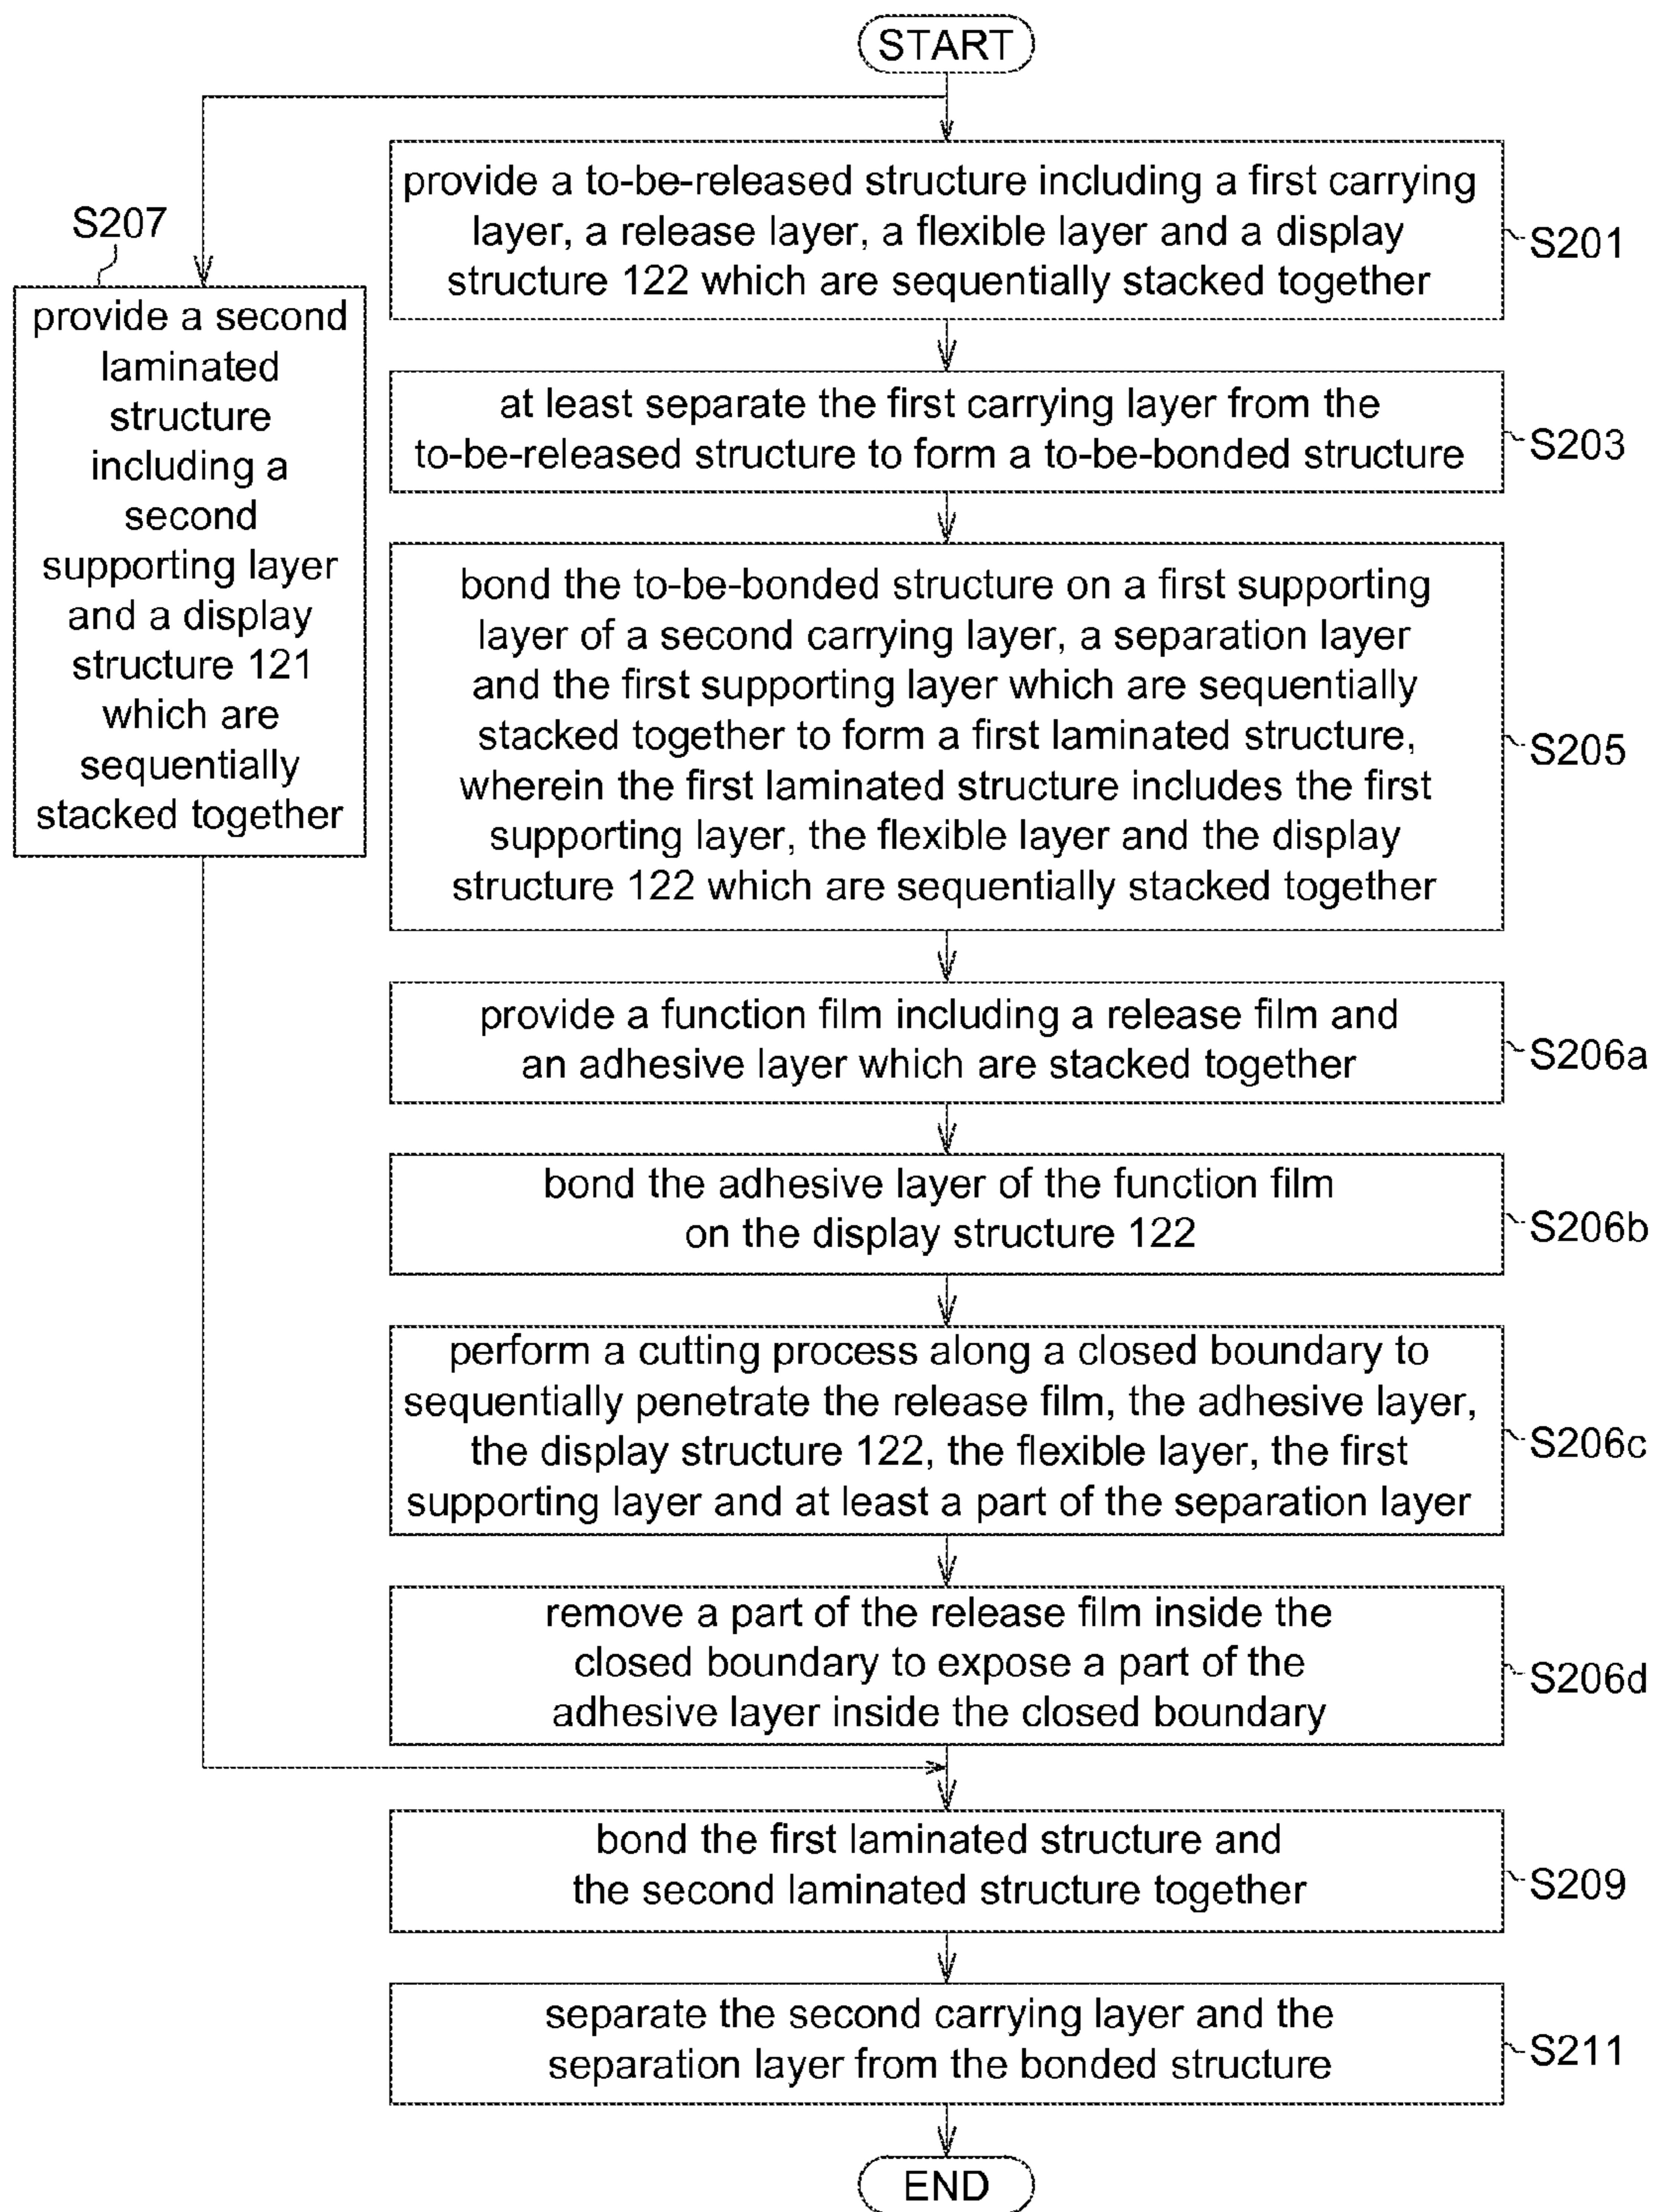 START
provide a to-be-released structure including a first carrying
layer, a release layer, a flexible layer and a display
structure 122 which are sequentially stacked together
S201
S207
provide a second
laminated
structure
including a
second
supporting layer
and a display
structure 121
which are
sequentially
stacked together
at least separate the first carrying layer from the
to-be-released structure to form a to-be-bonded structure
S203
bond the to-be-bonded structure on a first supporting
layer of a second carrying layer, a separation layer
and the first supporting layer which are sequentially
stacked together to form a first laminated structure,
wherein the first laminated structure includes the first
supporting layer, the flexible layer and the display
structure 122 which are sequentially stacked together
S205
provide a function film including a release film and
an adhesive layer which are stacked together
S206a
bond the adhesive layer of the function film
on the display structure 122
S206b
perform a cutting process along a closed boundary to
sequentially penetrate the release film, the adhesive layer,
the display structure 122, the flexible layer, the first
supporting layer and at least a part of the separation layer
S206c
remove a part of the release film inside the
closed boundary to expose a part of the
adhesive layer inside the closed boundary
S206d
bond the first laminated structure and
the second laminated structure together
S209
separate the second carrying layer and the
separation layer from the bonded structure
S211
END